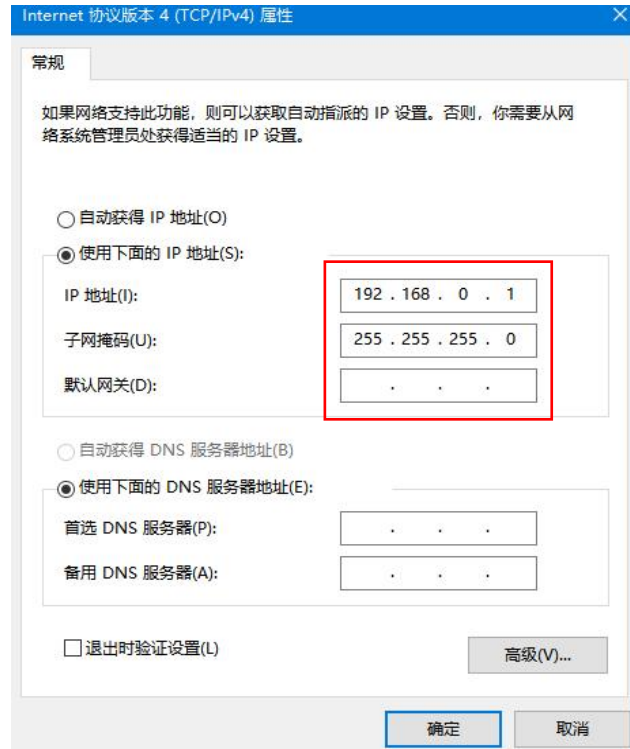 Internet 协议版本 4 (TCP/IPv4) 属性
常规
如果网络支持此功能，则可以获取自动指派的 IP 设置。否则，你需要从网
络系统管理员处获得适当的 IP 设置。
自动获得 IP 地址(O)
使用下面的 IP 地址(S):
IP 地址(I): 192 . 168 . 0 . 1
子网掩码(U): 255 . 255 . 255 . 0
默认网关(D): . . .
自动获得 DNS 服务器地址(B)
使用下面的 DNS 服务器地址(E):
首选 DNS 服务器(P): . . .
备用 DNS 服务器(A): . . .
退出时验证设置(L)
高级(V)...
确定 取消